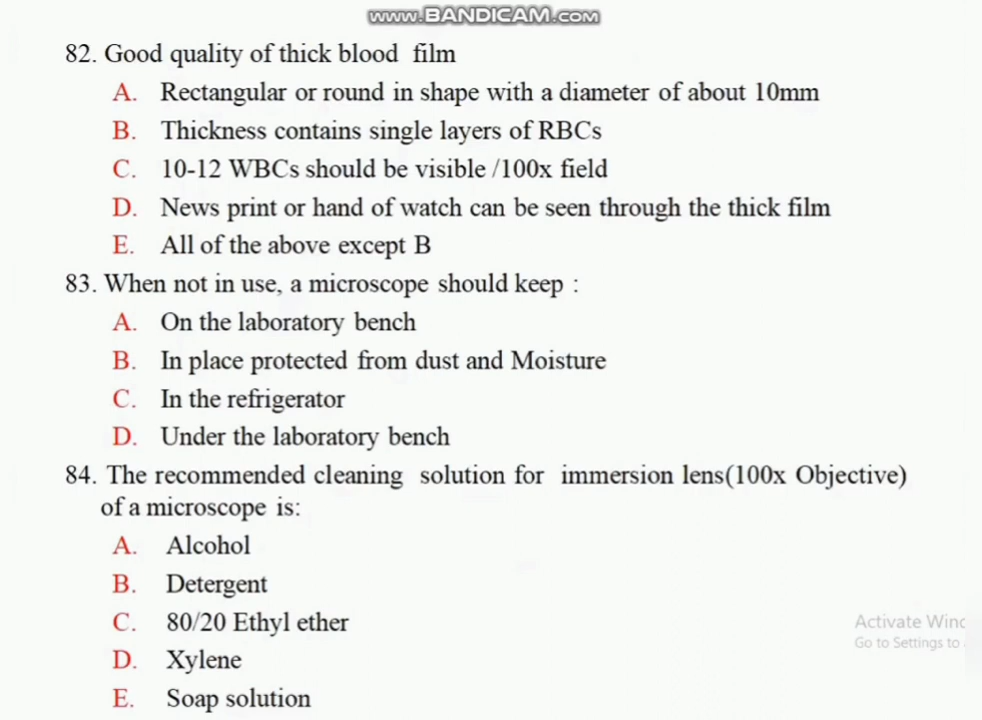 www.BANDICAM.com
82. Good quality of thick blood film
A. Rectangular or round in shape with a diameter of about 10mm
B. Thickness contains single layers of RBCs
C. 10-12 WBCs should be visible /100x field
D. News print or hand of watch can be seen through the thick film
E. All of the above except B
83. When not in use, a microscope should keep :
A. On the laboratory bench
B. In place protected from dust and Moisture
C. In the refrigerator
D. Under the laboratory bench
84. The recommended cleaning solution for immersion lens(100x Objective)
of a microscope is:
A. Alcohol
B. Detergent
C. 80/20 Ethyl ether
Activate Wind
Go to Settings to
D. Xylene
E. Soap solution